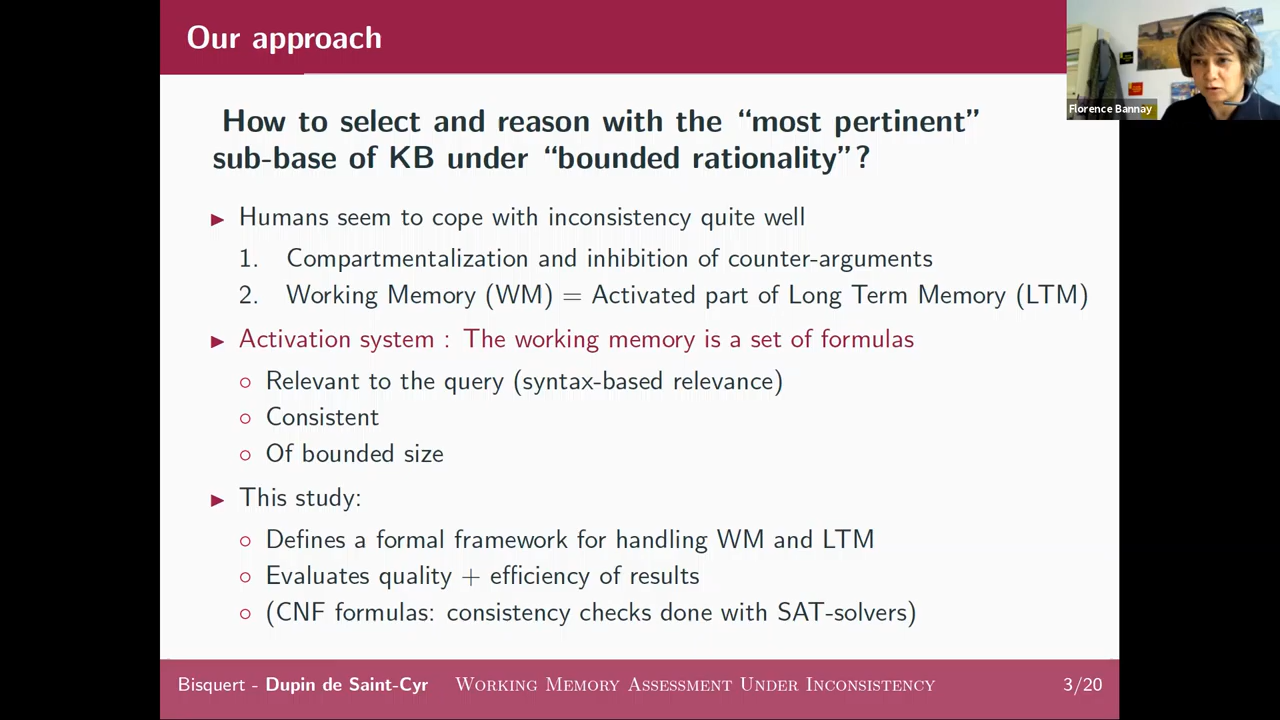 Our approach
Florence Bannay
How to select and reason with the “most pertinent”
sub-base of KB under “bounded rationality”?
▶ Humans seem to cope with inconsistency quite well
1. Compartmentalization and inhibition of counter-arguments
2. Working Memory (WM) = Activated part of Long Term Memory (LTM)
▶ Activation system : The working memory is a set of formulas
○ Relevant to the query (syntax-based relevance)
○ Consistent
○ Of bounded size
▶ This study:
○ Defines a formal framework for handling WM and LTM
○ Evaluates quality + efficiency of results
○ (CNF formulas: consistency checks done with SAT-solvers)
Bisquert - Dupin de Saint-Cyr Working Memory Assessment Under Inconsistency 3/20